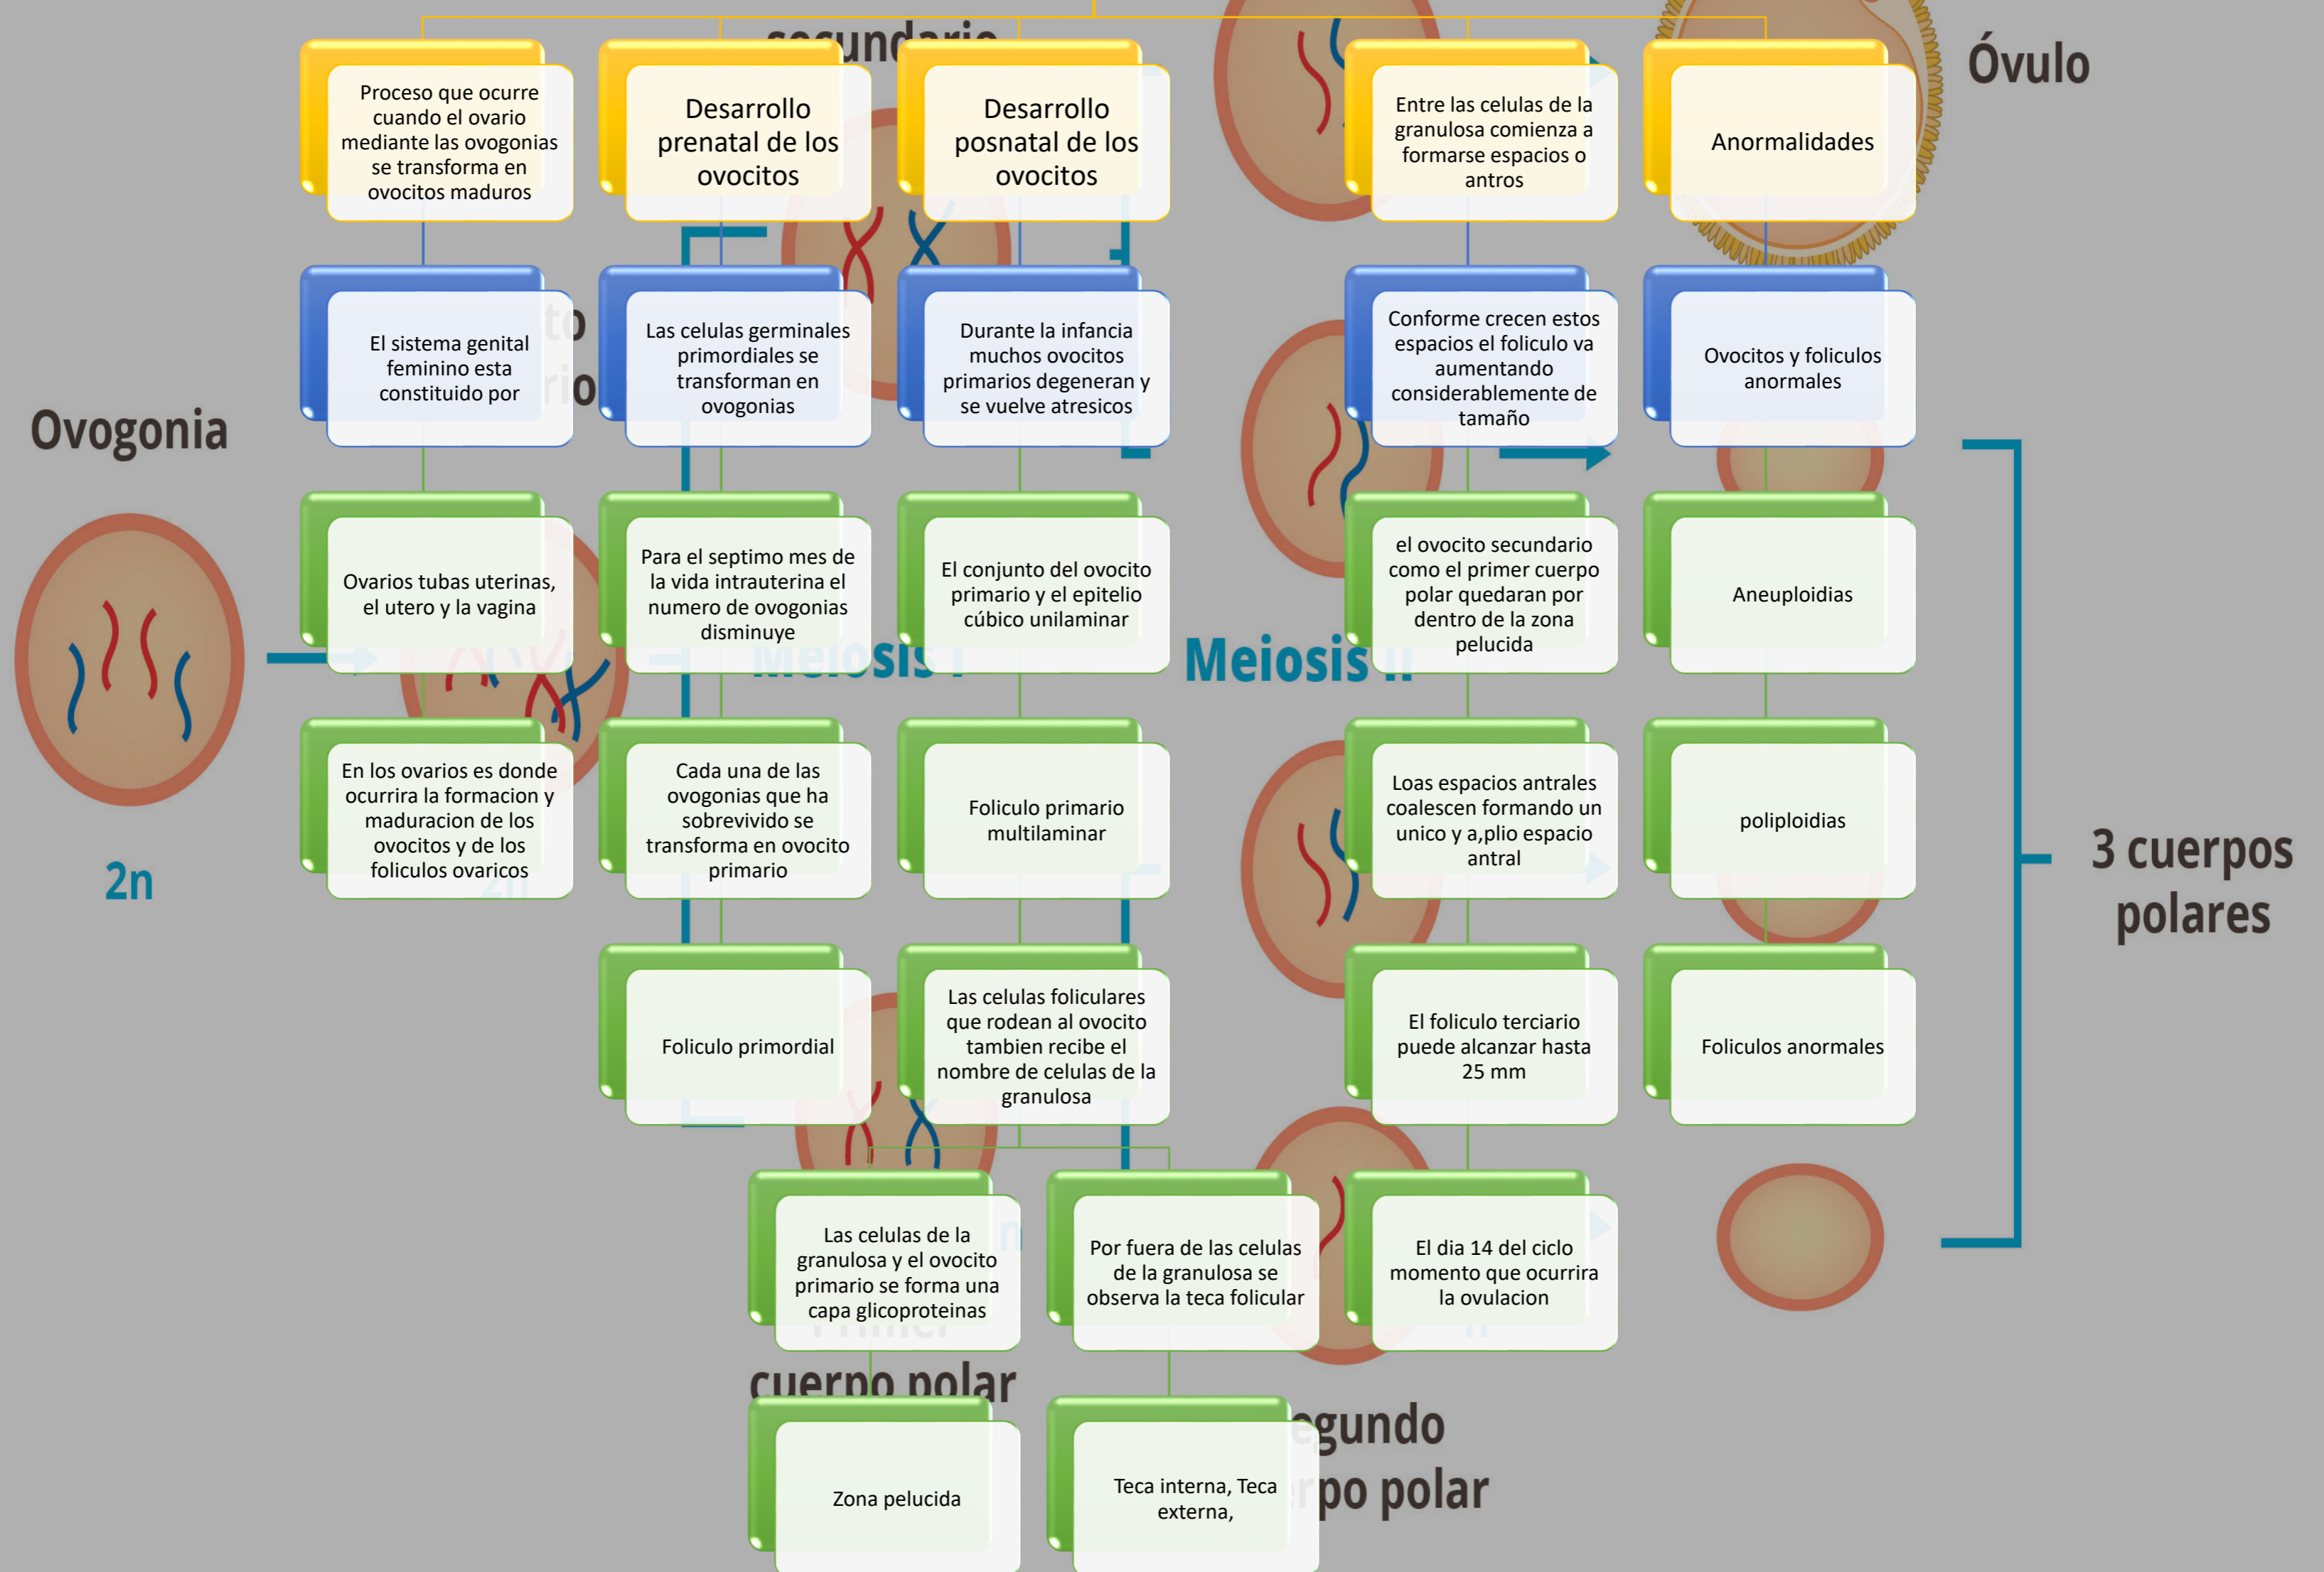 Óvulo
Proceso que ocurre
cuando el ovario
mediante las ovogonias
se transforma en
ovocitos maduros
Desarrollo
prenatal de los
ovocitos
Desarrollo
posnatal de los
ovocitos
Entre las celulas de la
granulosa comienza a
formarse espacios o
antros
Anormalidades
El sistema genital
feminino esta
constituido por
Las celulas germinales
primordiales se
transforman en
ovogonias
Durante la infancia
muchos ovocitos
primarios degeneran y
se vuelve atresicos
Conforme crecen estos
espacios el foliculo va
aumentando
considerablemente de
tamaño
Ovocitos y foliculos
anormales
Ovogonia
Ovarios tubas uterinas,
el utero y la vagina
Para el septimo mes de
la vida intrauterina el
numero de ovogonias
disminuye
El conjunto del ovocito
primario y el epitelio
cúbico unilaminar
el ovocito secundario
como el primer cuerpo
polar quedaran por
dentro de la zona
pelucida
Aneuploidias
Meiosis I
Meiosis II
En los ovarios es donde
ocurrira la formacion y
maduracion de los
ovocitos y de los
foliculos ovaricos
Cada una de las
ovogonias que ha
sobrevivido se
transforma en ovocito
primario
Foliculo primario
multilaminar
Loas espacios antrales
coalescen formando un
unico y a,plio espacio
antral
poliploidias
2n
2n
3 cuerpos
polares
Foliculo primordial
Las celulas foliculares
que rodean al ovocito
tambien recibe el
nombre de celulas de la
granulosa
El foliculo terciario
puede alcanzar hasta
25 mm
Foliculos anormales
Las celulas de la
granulosa y el ovocito
primario se forma una
capa glicoproteinas
Por fuera de las celulas
de la granulosa se
observa la teca folicular
El dia 14 del ciclo
momento que ocurrira
la ovulacion
cuerpo polar
Zona pelucida
Teca interna, Teca
externa,
polar